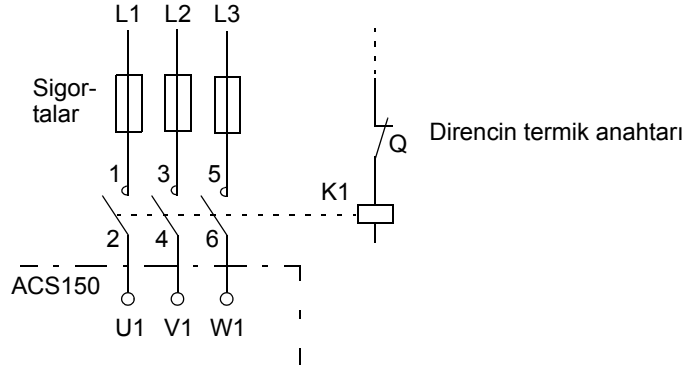 L1 L2 L3
Sigor-
talar
Q
Direncin termik anahtarı
1 3 5
K1
2 4 6
ACS150
U1 V1 W1